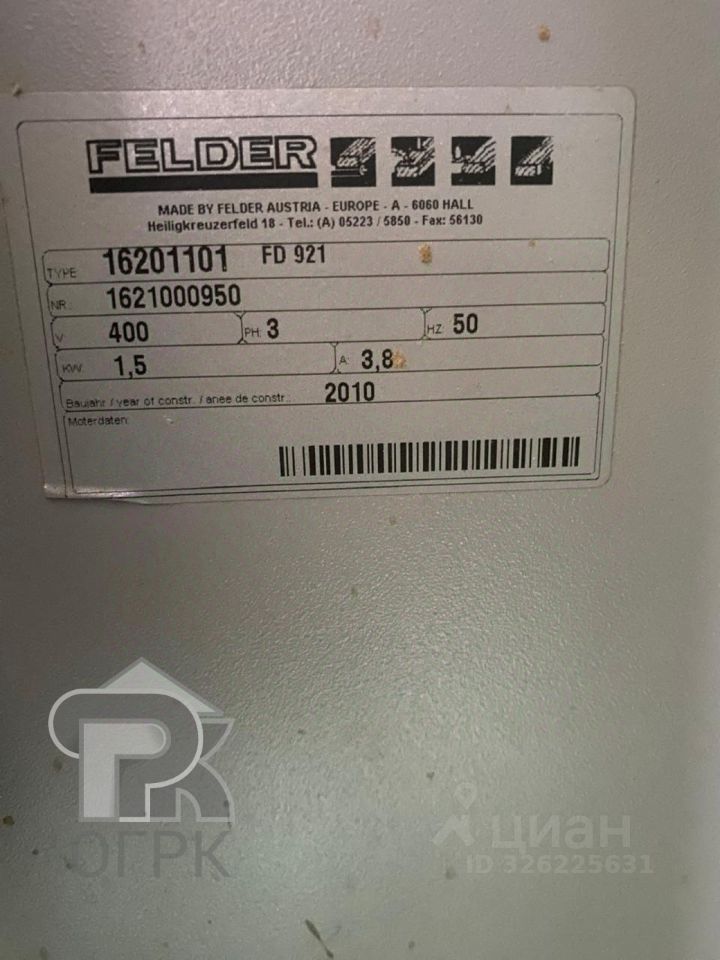 FELDER
MADE BY FELDER AUSTRIA - EUROPE - A - 6060 HALL
Heiligkreuzerfeld 18 - Tel.: (A) 05223 / 5850 - Fax: 56130
TYPE: 16201101 FD 921
NR.: 1621000950
V: 400 PH: 3 HZ: 50
KW: 1,5 A: 3,8
Baujahr / year of constr. / anee de constr.: 2010
Moterdaten:
РК
ОГРК
циан
ID 326225631